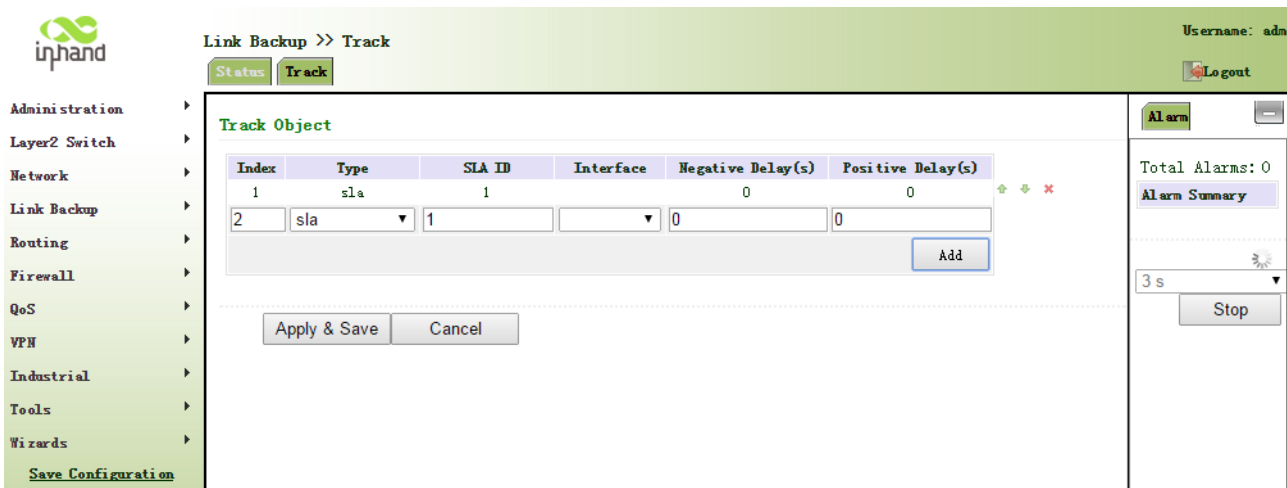 inhand
Link Backup >> Track
Username: adm
Status Track
Logout
Administration
Layer2 Switch
Network
Link Backup
Routing
Firewall
QoS
VPN
Industrial
Tools
Wizards
Save Configuration
Track Object
Index Type SLA ID Interface Negative Delay(s) Positive Delay(s)
1 sla 1 0 0
2 sla 1 0 0
Add
Apply & Save Cancel
Alarm
Total Alarms: 0
Alarm Summary
3 s
Stop